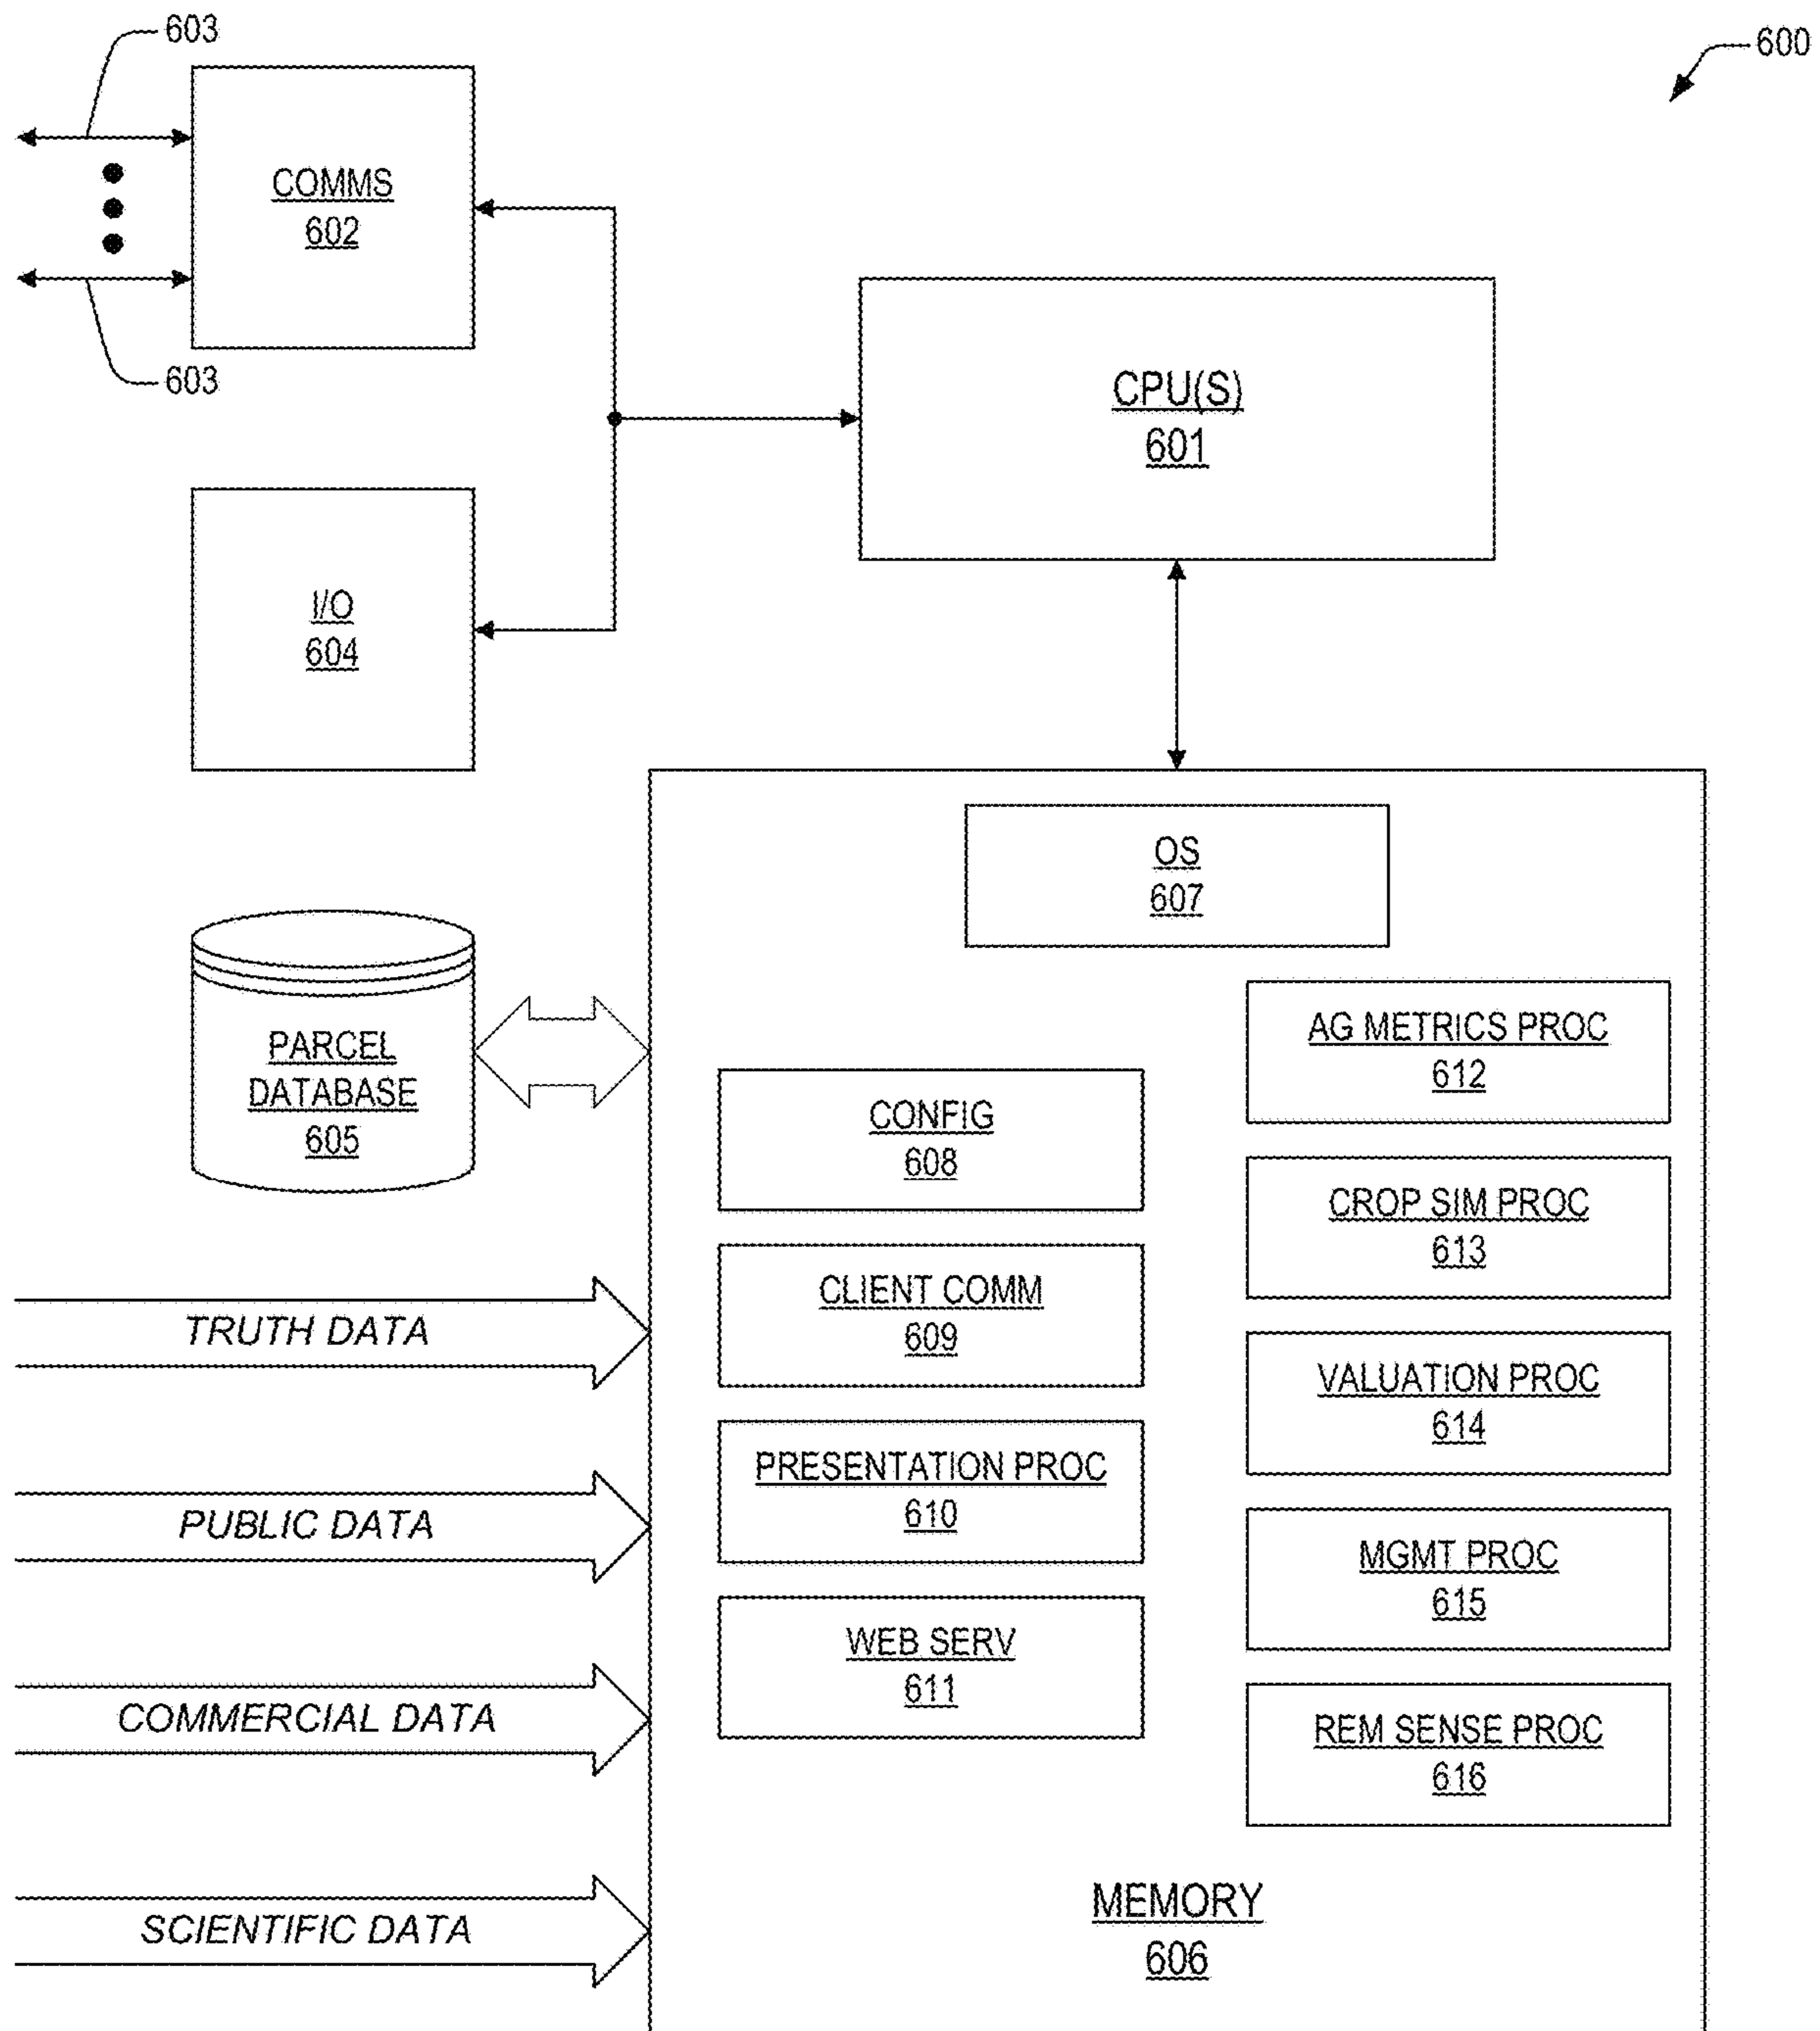 603
600
COMMS
602
603
CPU(S)
601
I/O
604
OS
607
PARCEL
DATABASE
605
AG METRICS PROC
612
CONFIG
608
CROP SIM PROC
613
CLIENT COMM
609
TRUTH DATA
VALUATION PROC
614
PRESENTATION PROC
610
PUBLIC DATA
MGMT PROC
615
WEB SERV
611
COMMERCIAL DATA
REM SENSE PROC
616
SCIENTIFIC DATA
MEMORY
606